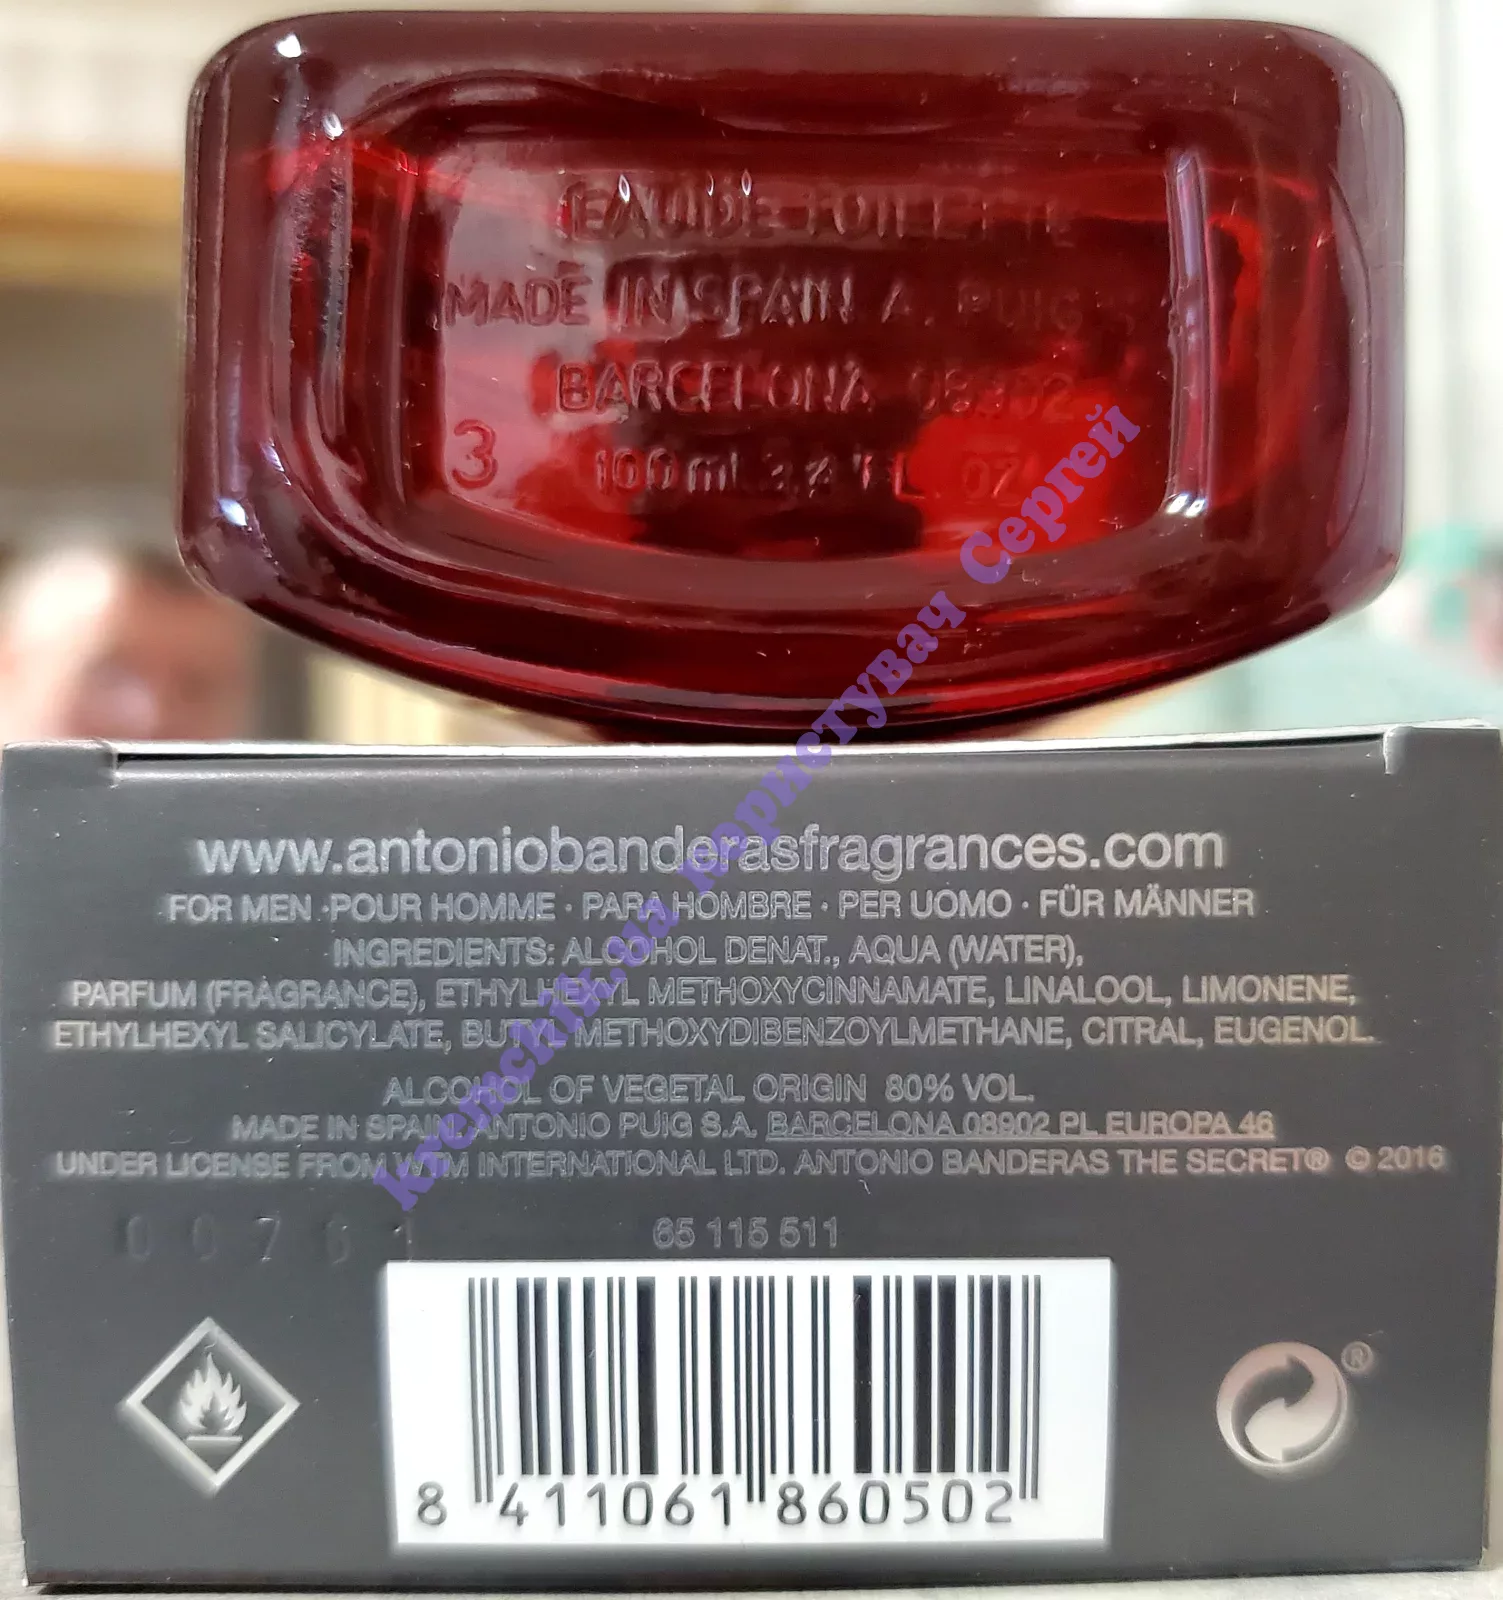 EAU DE TOILETTE
MADE IN SPAIN A. PUIG
BARCELONA 08902
3 100 ml 3,4 FL. OZ
krenchik.ua користувач Сергей
www.antoniobanderasfragrances.com
FOR MEN · POUR HOMME · PARA HOMBRE · PER UOMO · FÜR MÄNNER
INGREDIENTS: ALCOHOL DENAT., AQUA (WATER),
PARFUM (FRAGRANCE), ETHYLHEXYL METHOXYCINNAMATE, LINALOOL, LIMONENE,
ETHYLHEXYL SALICYLATE, BUTYL METHOXYDIBENZOYLMETHANE, CITRAL, EUGENOL.
ALCOHOL OF VEGETAL ORIGIN 80% VOL.
MADE IN SPAIN. ANTONIO PUIG S.A. BARCELONA 08902 PL EUROPA 46
UNDER LICENSE FROM WTM INTERNATIONAL LTD. ANTONIO BANDERAS THE SECRET® © 2016
00761
65 115 511
®
8 411061 860502